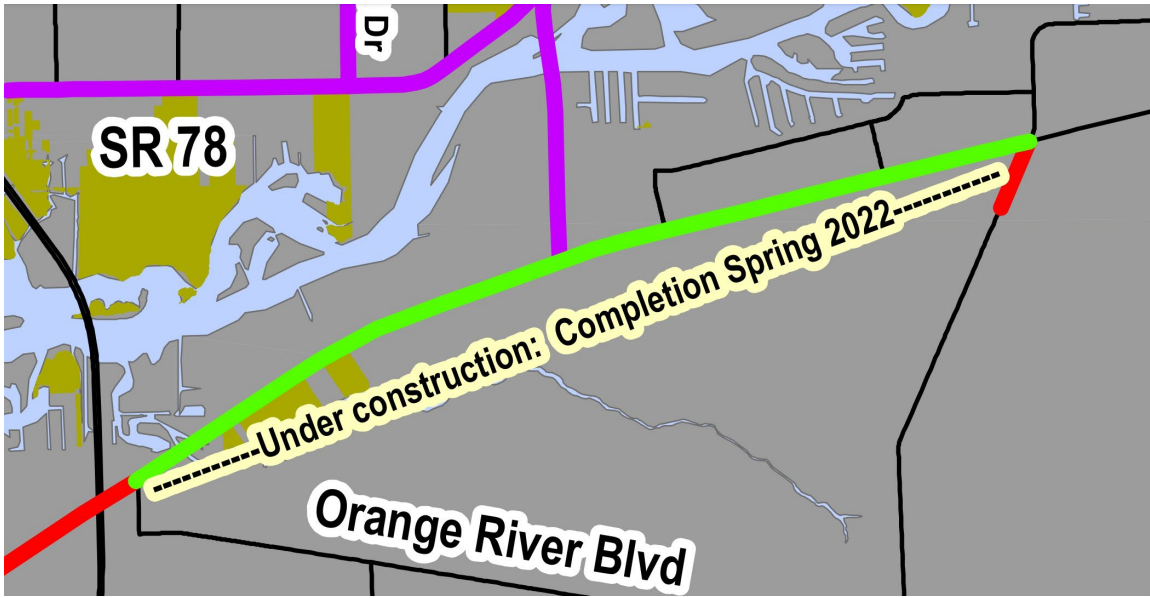 Dr
SR 78
---------Under construction:  Completion Spring 2022---------
Orange River Blvd